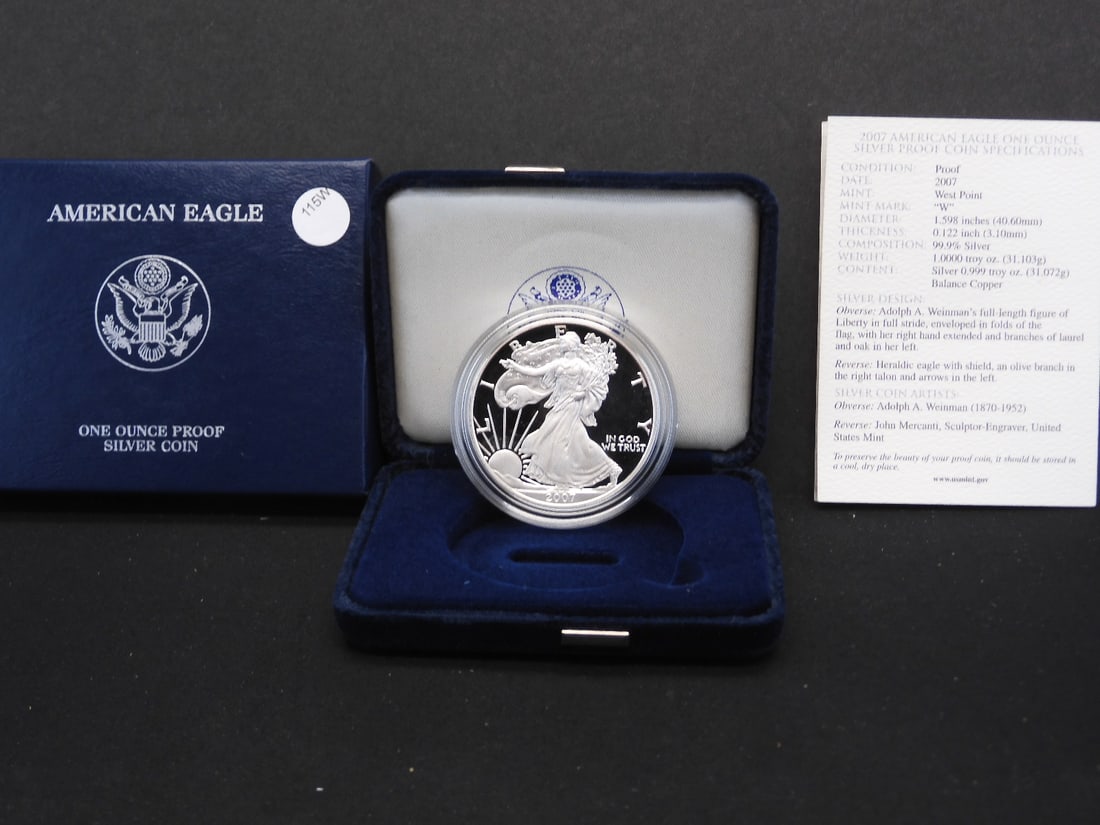 AMERICAN EAGLE
115W
ONE OUNCE PROOF
SILVER COIN
LIBERTY
IN GOD
WE TRUST
2007
2007 AMERICAN EAGLE ONE OUNCE
SILVER PROOF COIN SPECIFICATIONS
CONDITION: Proof
DATE: 2007
MINT: West Point
MINT MARK: "W"
DIAMETER: 1.598 inches (40.60mm)
THICKNESS: 0.122 inch (3.10mm)
COMPOSITION: 99.9% Silver
WEIGHT: 1.0000 troy oz. (31.103g)
CONTENT: Silver 0.999 troy oz. (31.072g)
Balance Copper
SILVER DESIGN:
Obverse: Adolph A. Weinman's full-length figure of
Liberty in full stride, enveloped in folds of the
flag, with her right hand extended and branches of laurel
and oak in her left.
Reverse: Heraldic eagle with shield, an olive branch in
the right talon and arrows in the left.
SILVER COIN ARTISTS:
Obverse: Adolph A. Weinman (1870-1952)
Reverse: John Mercanti, Sculptor-Engraver, United
States Mint
To preserve the beauty of your proof coin, it should be stored in
a cool, dry place.
www.usmint.gov